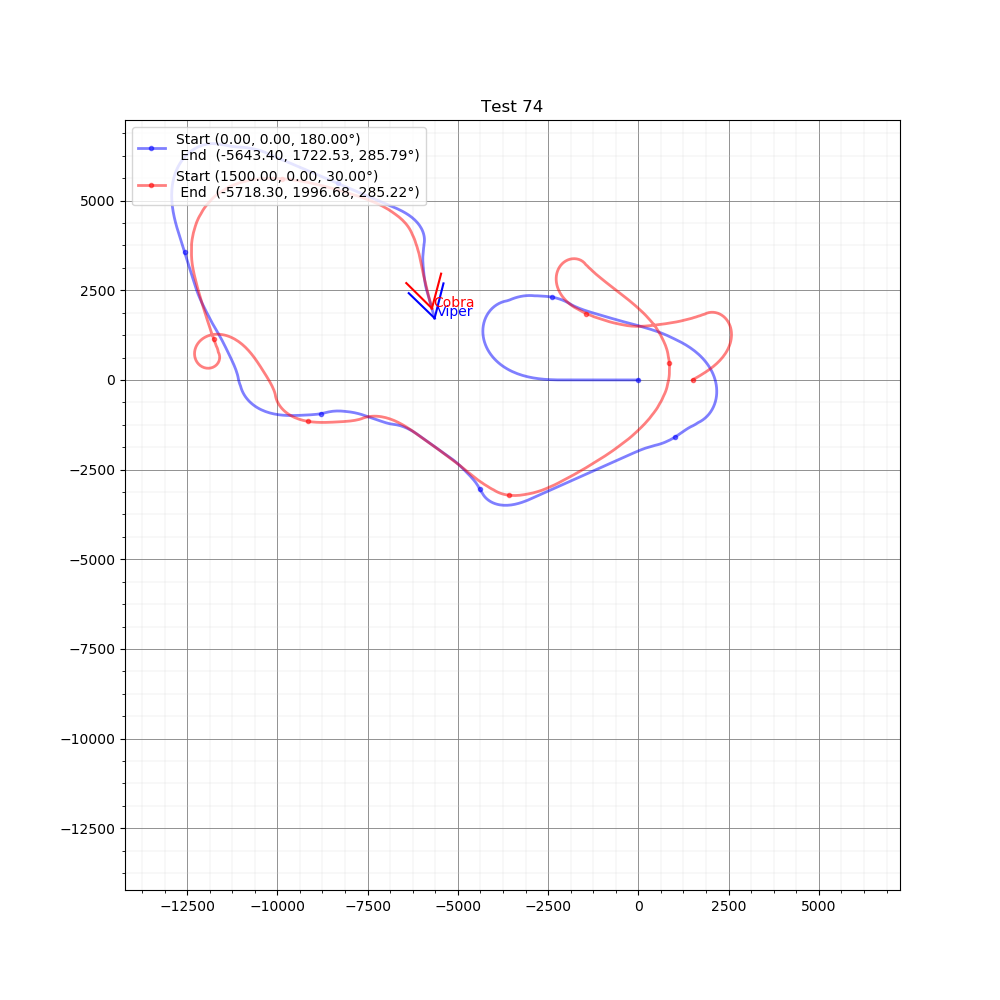 Test 74
Start (0.00, 0.00, 180.00°)
End (-5643.40, 1722.53, 285.79°)
Start (1500.00, 0.00, 30.00°)
End (-5718.30, 1996.68, 285.22°)
5000
2500
0
−2500
−5000
−7500
−10000
−12500
Cobra
Viper
−12500 −10000 −7500 −5000 −2500 0 2500 5000